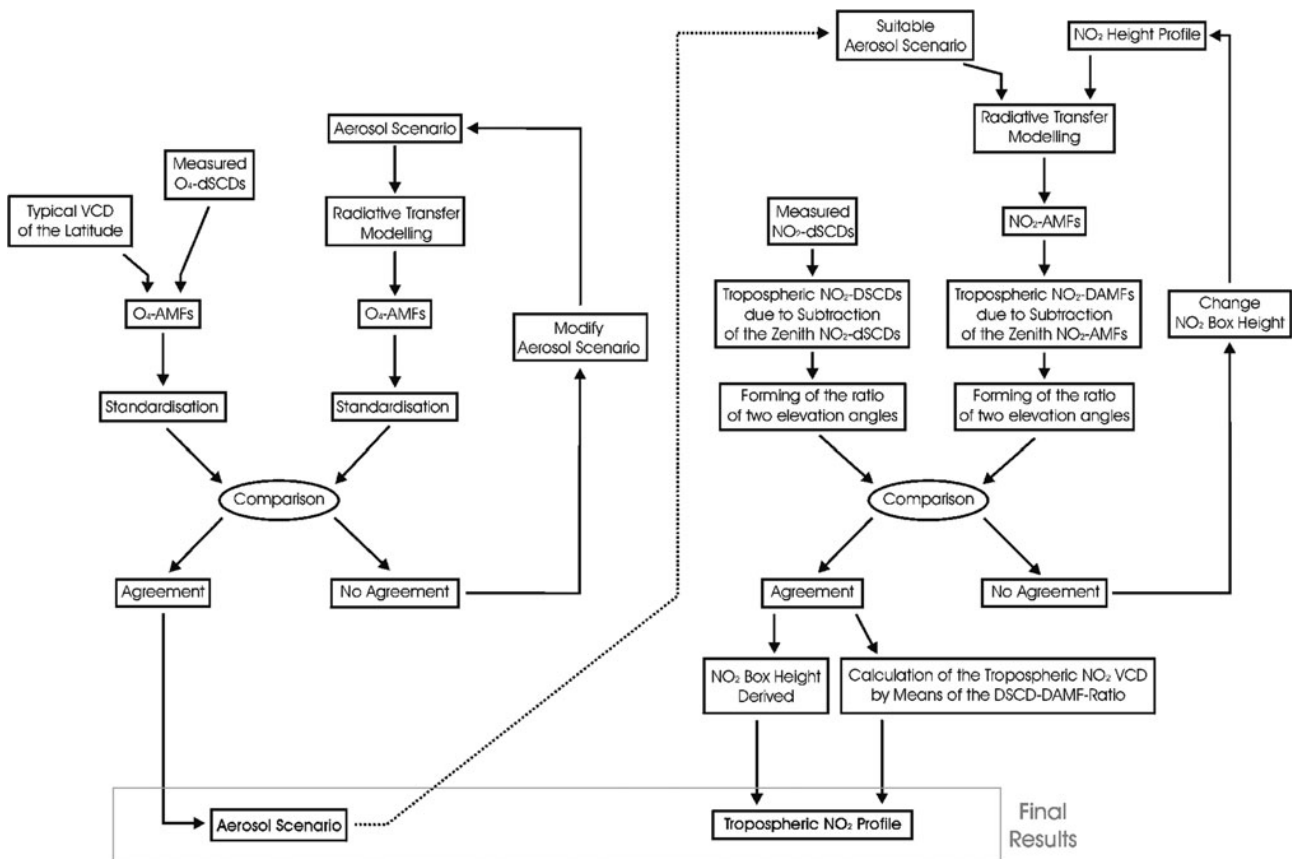 Suitable
Aerosol Scenario
NO₂ Height Profile
Radiative Transfer
Modelling
Aerosol Scenario
Measured
O₄-dSCDs
Typical VCD
of the Latitude
Radiative Transfer
Modelling
Measured
NO₂-dSCDs
NO₂-AMFs
O₄-AMFs
O₄-AMFs
Modify
Aerosol Scenario
Tropospheric NO₂-DSCDs
due to Subtraction
of the Zenith NO₂-dSCDs
Tropospheric NO₂-DAMFs
due to Subtraction
of the Zenith NO₂-AMFs
Change
NO₂ Box Height
Standardisation
Standardisation
Forming of the ratio
of two elevation angles
Forming of the ratio
of two elevation angles
Comparison
Comparison
Agreement
No Agreement
Agreement
No Agreement
NO₂ Box Height
Derived
Calculation of the Tropospheric NO₂ VCD
by Means of the DSCD-DAMF-Ratio
Aerosol Scenario
Tropospheric NO₂ Profile
Final
Results